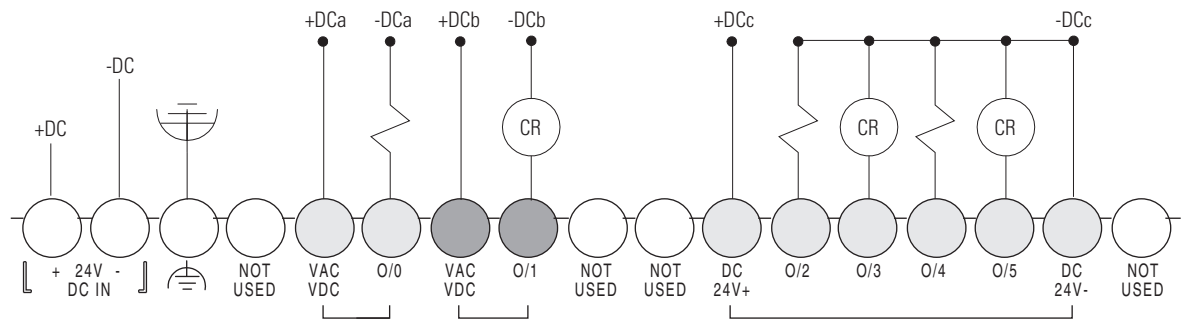 +DCa
-DCa
+DCb
-DCb
+DCc
-DCc
-DC
+DC
CR
CR
CR
+ 24V -
DC IN
NOT
USED
VAC
VDC
O/0
VAC
VDC
O/1
NOT
USED
NOT
USED
DC
24V+
O/2
O/3
O/4
O/5
DC
24V-
NOT
USED